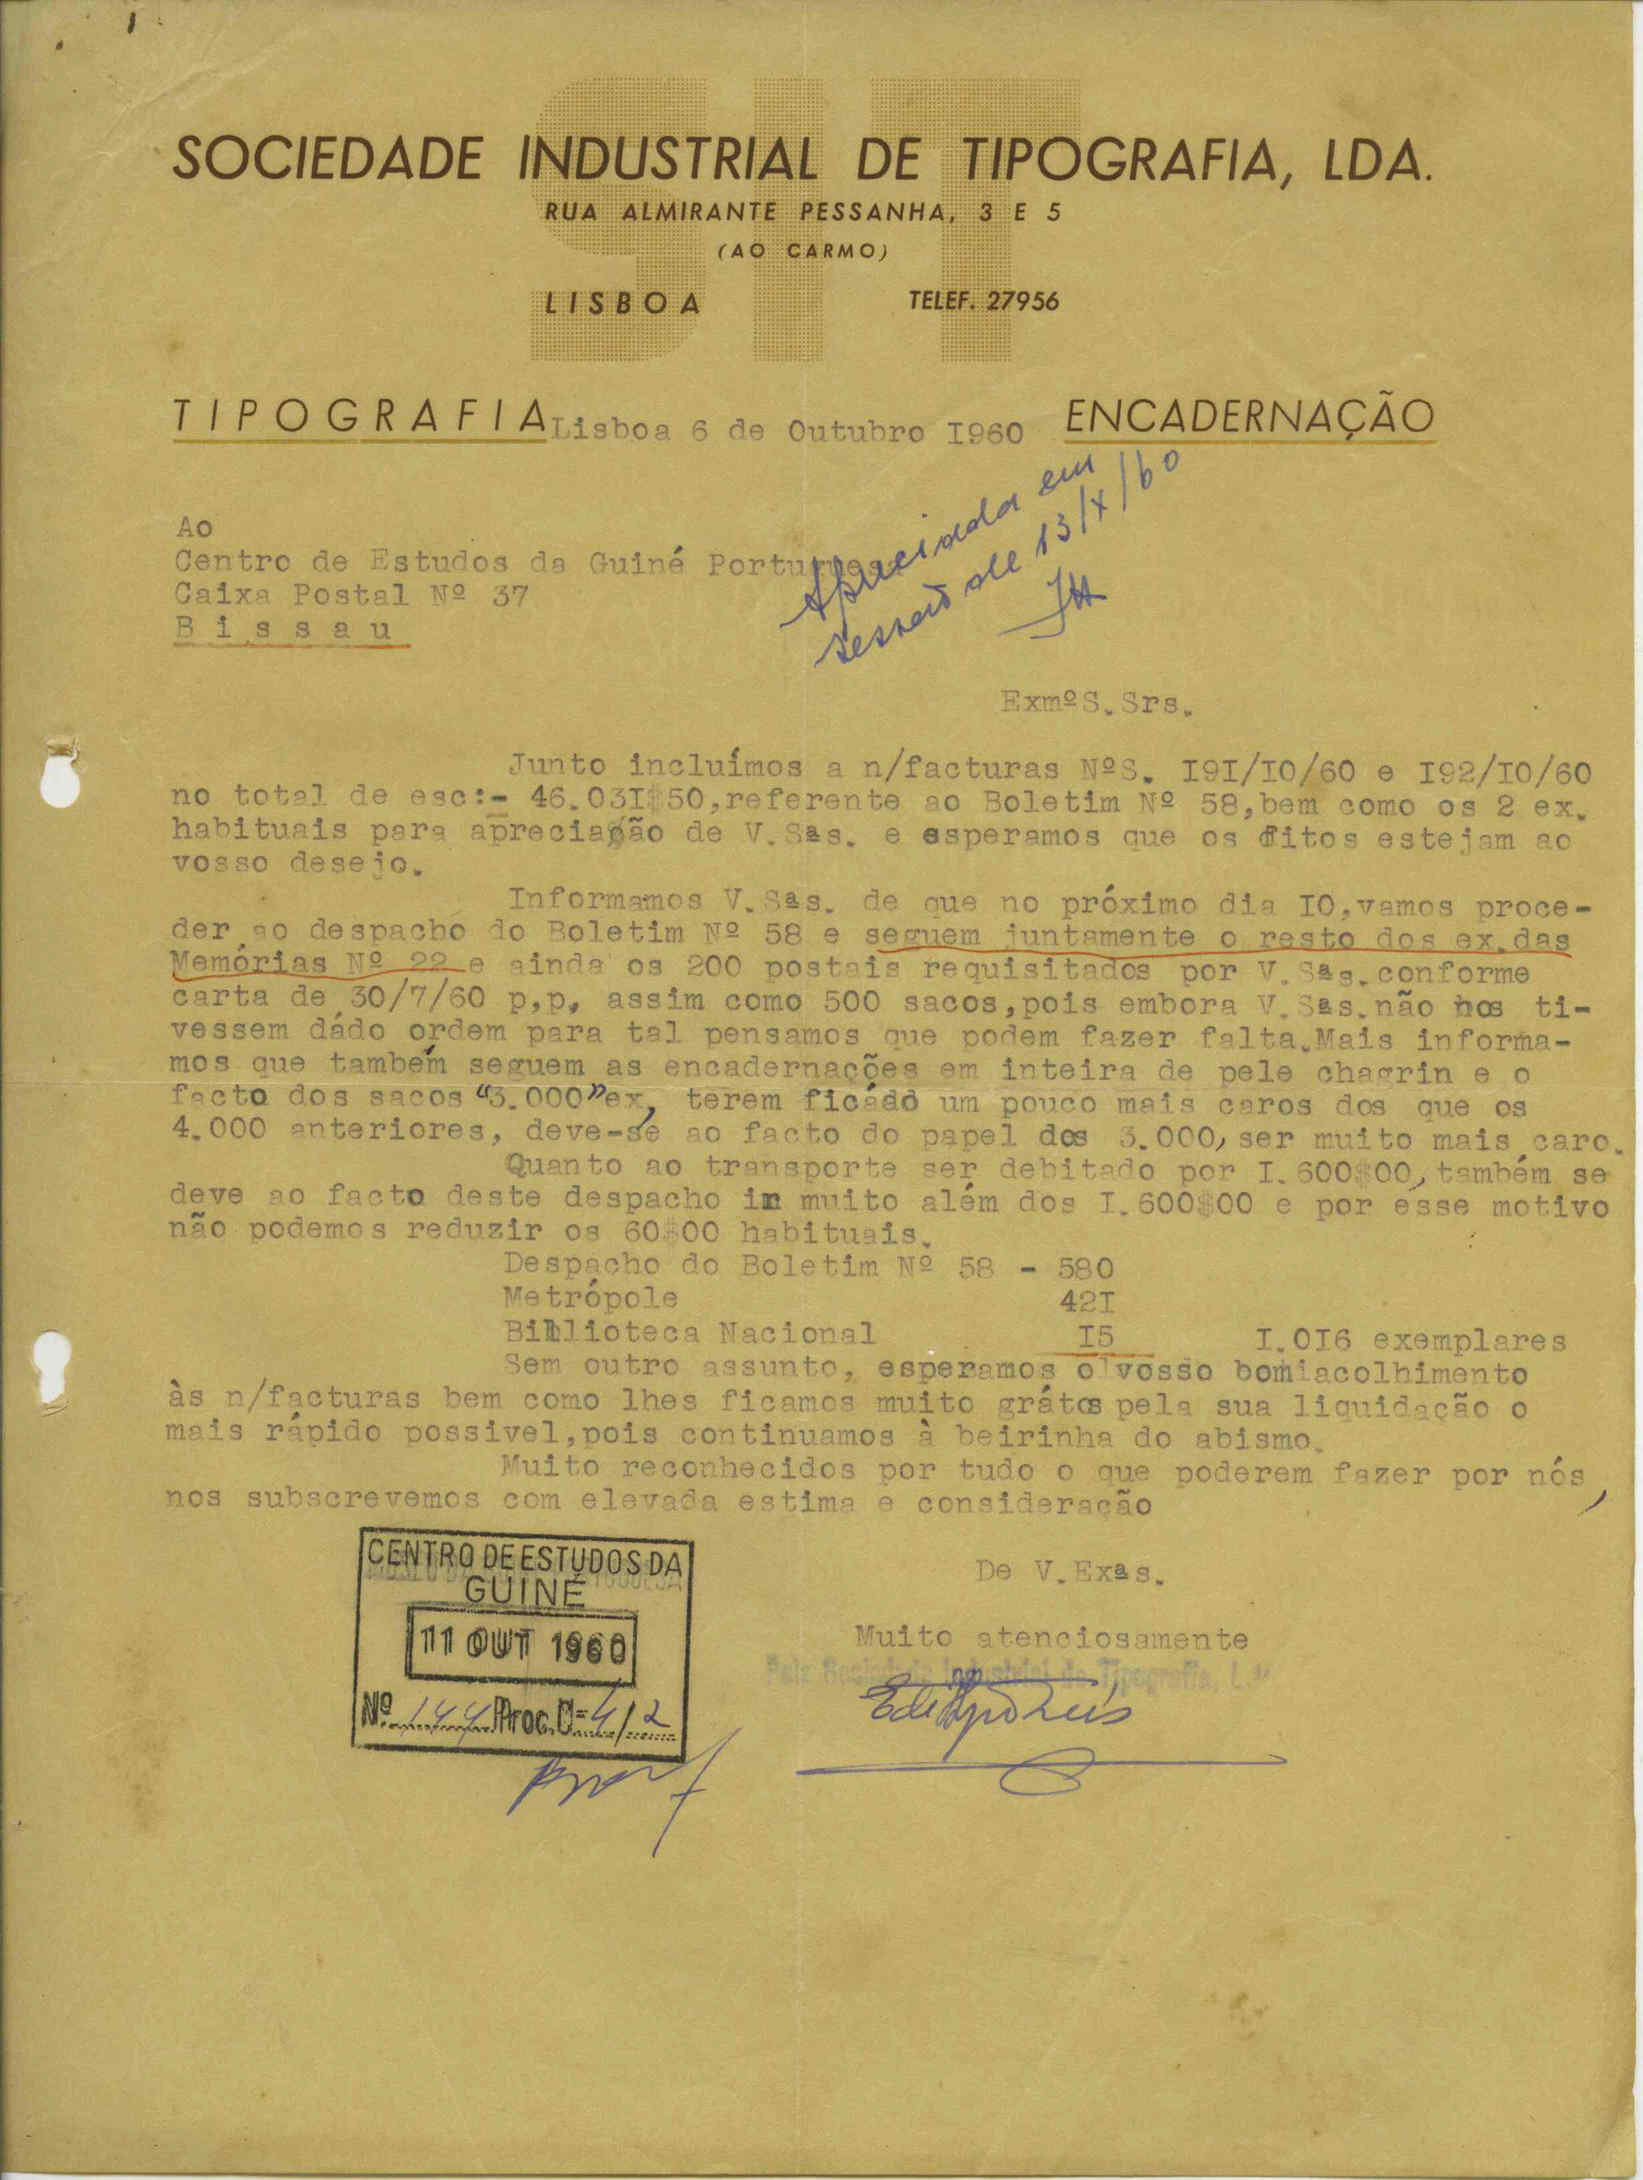 SIT
SOCIEDADE INDUSTRIAL DE TIPOGRAFIA, LDA.
RUA ALMIRANTE PESSANHA, 3 E 5
(AO CARMO)
LISBOA TELEF. 27956
TIPOGRAFIA Lisboa 6 de Outubro I960 ENCADERNAÇÃO
Apreciada em
sessão de 13/X/60
Ao
Centro de Estudos da Guiné Portuguesa
Caixa Postal Nº 37
B i s s a u
ExmºS.Srs.
Junto incluímos a n/facturas NºS. I9I/IO/60 e I92/IO/60
no total de esc:- 46.03I$50,referente ao Boletim Nº 58,bem como os 2 ex.
habituais para apreciação de V.Sªs. e esperamos que os ditos estejam ao
vosso desejo.
Informamos V.Sªs. de que no próximo dia IO,vamos proce-
der ao despacho do Boletim Nº 58 e seguem juntamente o resto dos ex.das
Memórias Nº 22 e ainda os 200 postais requisitados por V.Sªs.conforme
carta de 30/7/60 p,p, assim como 500 sacos,pois embora V.Sªs.não nos ti-
vessem dádo ordem para tal pensamos que podem fazer falta.Mais informa-
mos que também seguem as encadernações em inteira de pele chagrin e o
facto dos sacos "3.000" ex, terem ficádo um pouco mais caros dos que os
4.000 anteriores, deve-se ao facto do papel dos 3.000, ser muito mais caro.
Quanto ao transporte ser debitado por I.600$00, também se
deve ao facto deste despacho ir muito além dos I.600$00 e por esse motivo
não podemos reduzir os 60$00 habituais.
Despacho do Boletim Nº 58 - 580
Metrópole 42I
Biblioteca Nacional I5 I.OI6 exemplares
Sem outro assunto, esperamos o vosso bom acolhimento
às n/facturas bem como lhes ficamos muito grátos pela sua liquidação o
mais rápido possivel,pois continuamos à beirinha do abismo.
Muito reconhecidos por tudo o que poderem fazer por nós,
nos subscrevemos com elevada estima e consideração
De V.Exªs.
Muito atenciosamente
Pela Sociedade Industrial de Tipografia, L.da
CENTRO DE ESTUDOS DA
GUINÉ
11 OUT 1960
Nº 144 Proc. C= 4/2